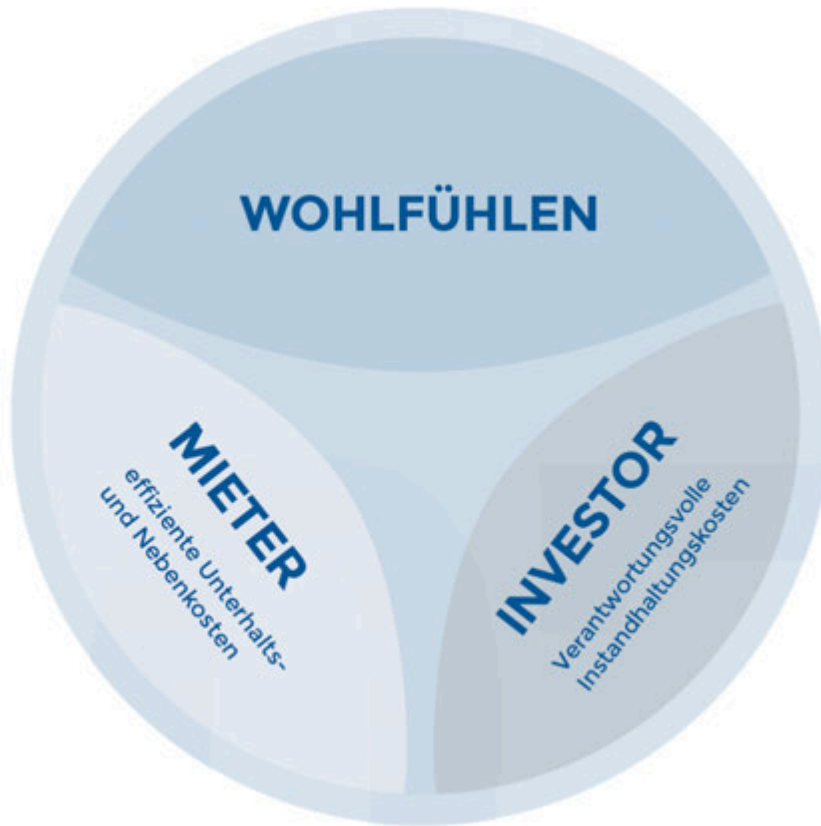 WOHLFÜHLEN
MIETER
effiziente Unterhalts-
und Nebenkosten
INVESTOR
Verantwortungsvolle
Instandhaltungskosten